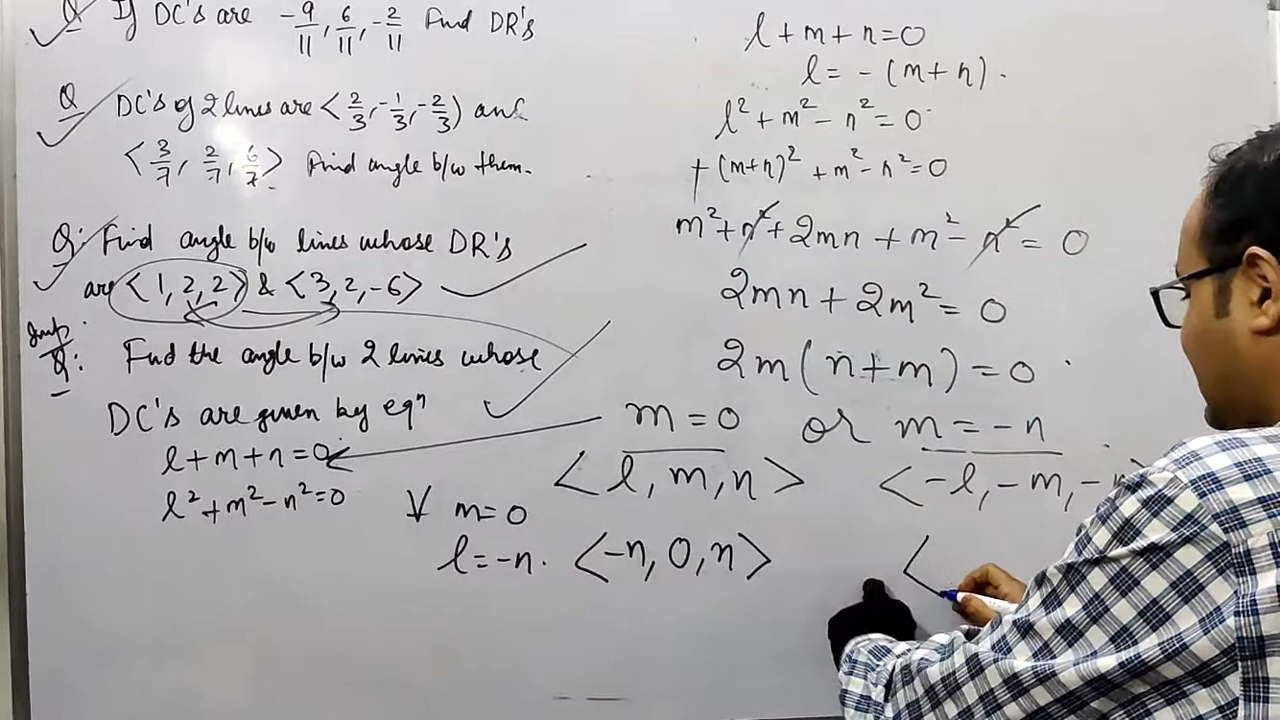 Q If DC's are -9/11, 6/11, -2/11 Find DR's
Q DC's of 2 lines are < 2/3, -1/3, -2/3 ) and
< 3/7, 2/7, 6/7 > Find angle b/w them.
Q: Find angle b/w lines whose DR's
are < 1, 2, 2 > & < 3, 2, -6 >
Imp
Q: Find the angle b/w 2 lines whose
DC's are given by eqⁿ
l + m + n = 0
l² + m² - n² = 0
l + m + n = 0
l = - (m + n) .
l² + m² - n² = 0
+ (m+n)² + m² - n² = 0
m² + n² + 2mn + m² - n² = 0
2mn + 2m² = 0
2m ( n + m ) = 0
m = 0 or m = -n
< l, m, n > < -l, -m, -n >
m = 0
l = -n. < -n, 0, n > <